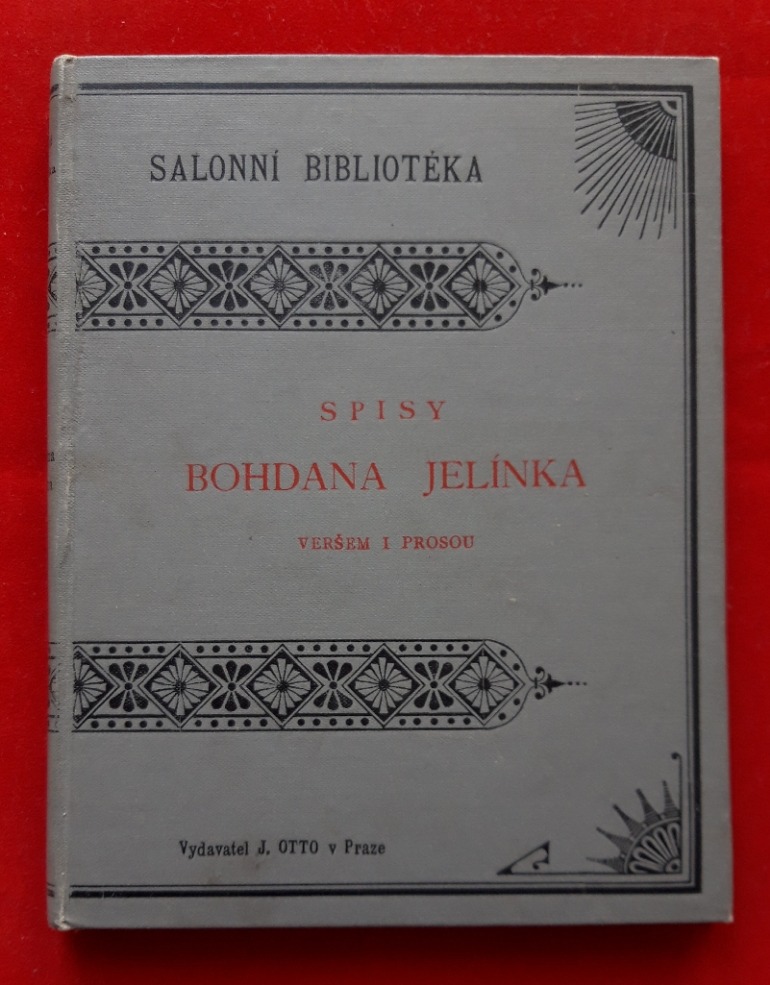 SALONNÍ BIBLIOTÉKA
SPISY
BOHDANA JELÍNKA
VERŠEM I PROSOU
Vydavatel J. OTTO v Praze